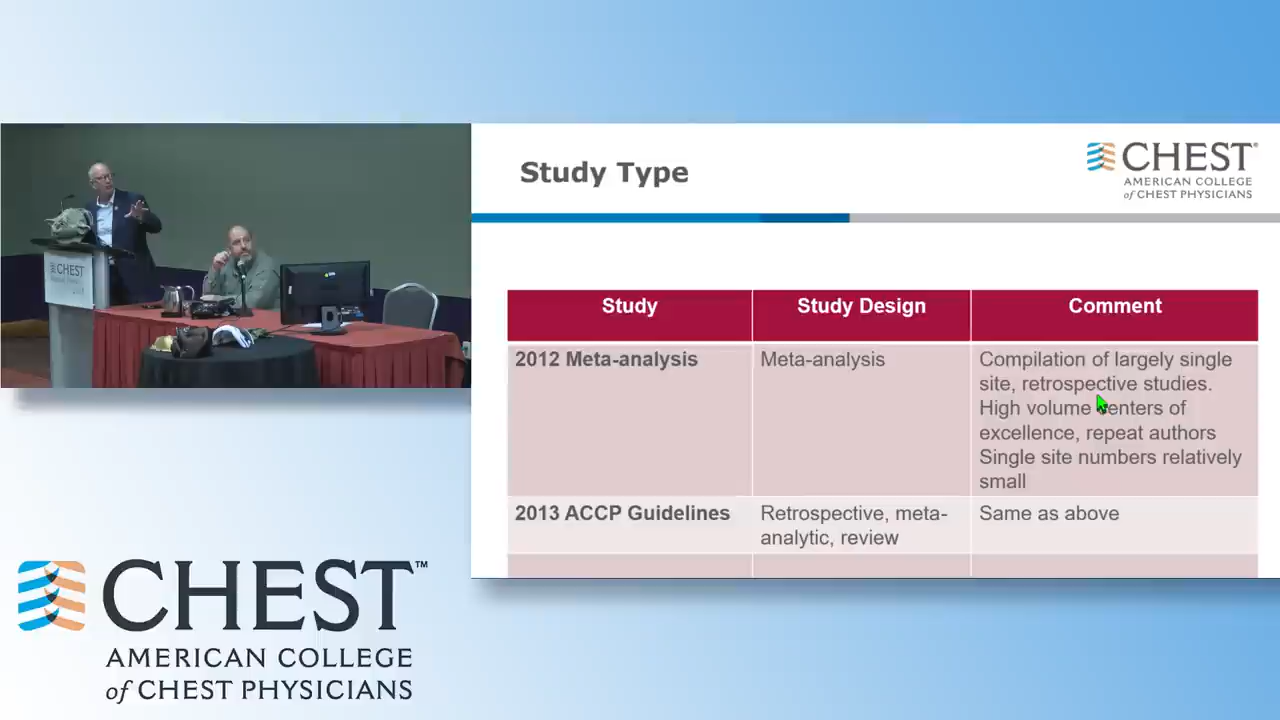 Study Type
CHEST
AMERICAN COLLEGE
of CHEST PHYSICIANS
Study
Study Design
Comment
2012 Meta-analysis
Meta-analysis
Compilation of largely single
site, retrospective studies.
High volume centers of
excellence, repeat authors
Single site numbers relatively
small
2013 ACCP Guidelines
Retrospective, meta-
analytic, review
Same as above
CHEST
CHEST™
AMERICAN COLLEGE
of CHEST PHYSICIANS